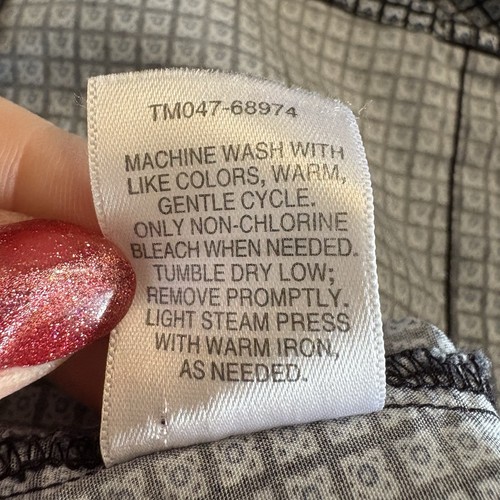 TM047-68974
MACHINE WASH WITH
LIKE COLORS, WARM,
GENTLE CYCLE.
ONLY NON-CHLORINE
BLEACH WHEN NEEDED.
TUMBLE DRY LOW;
REMOVE PROMPTLY.
LIGHT STEAM PRESS
WITH WARM IRON,
AS NEEDED.